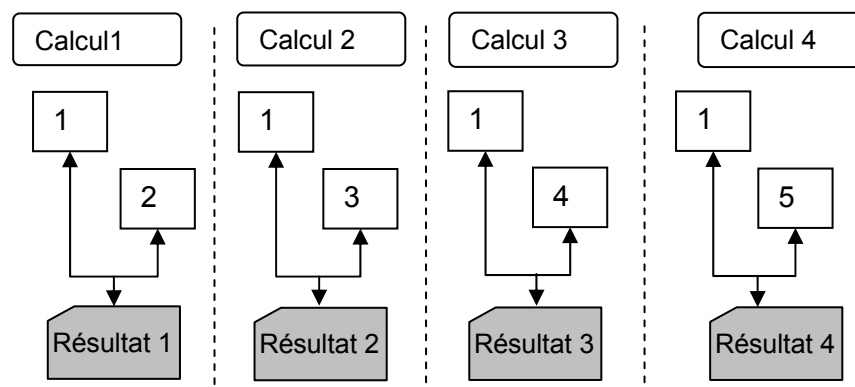 Calcul1
1
2
Résultat 1
Calcul 2
1
3
Résultat 2
Calcul 3
1
4
Résultat 3
Calcul 4
1
5
Résultat 4